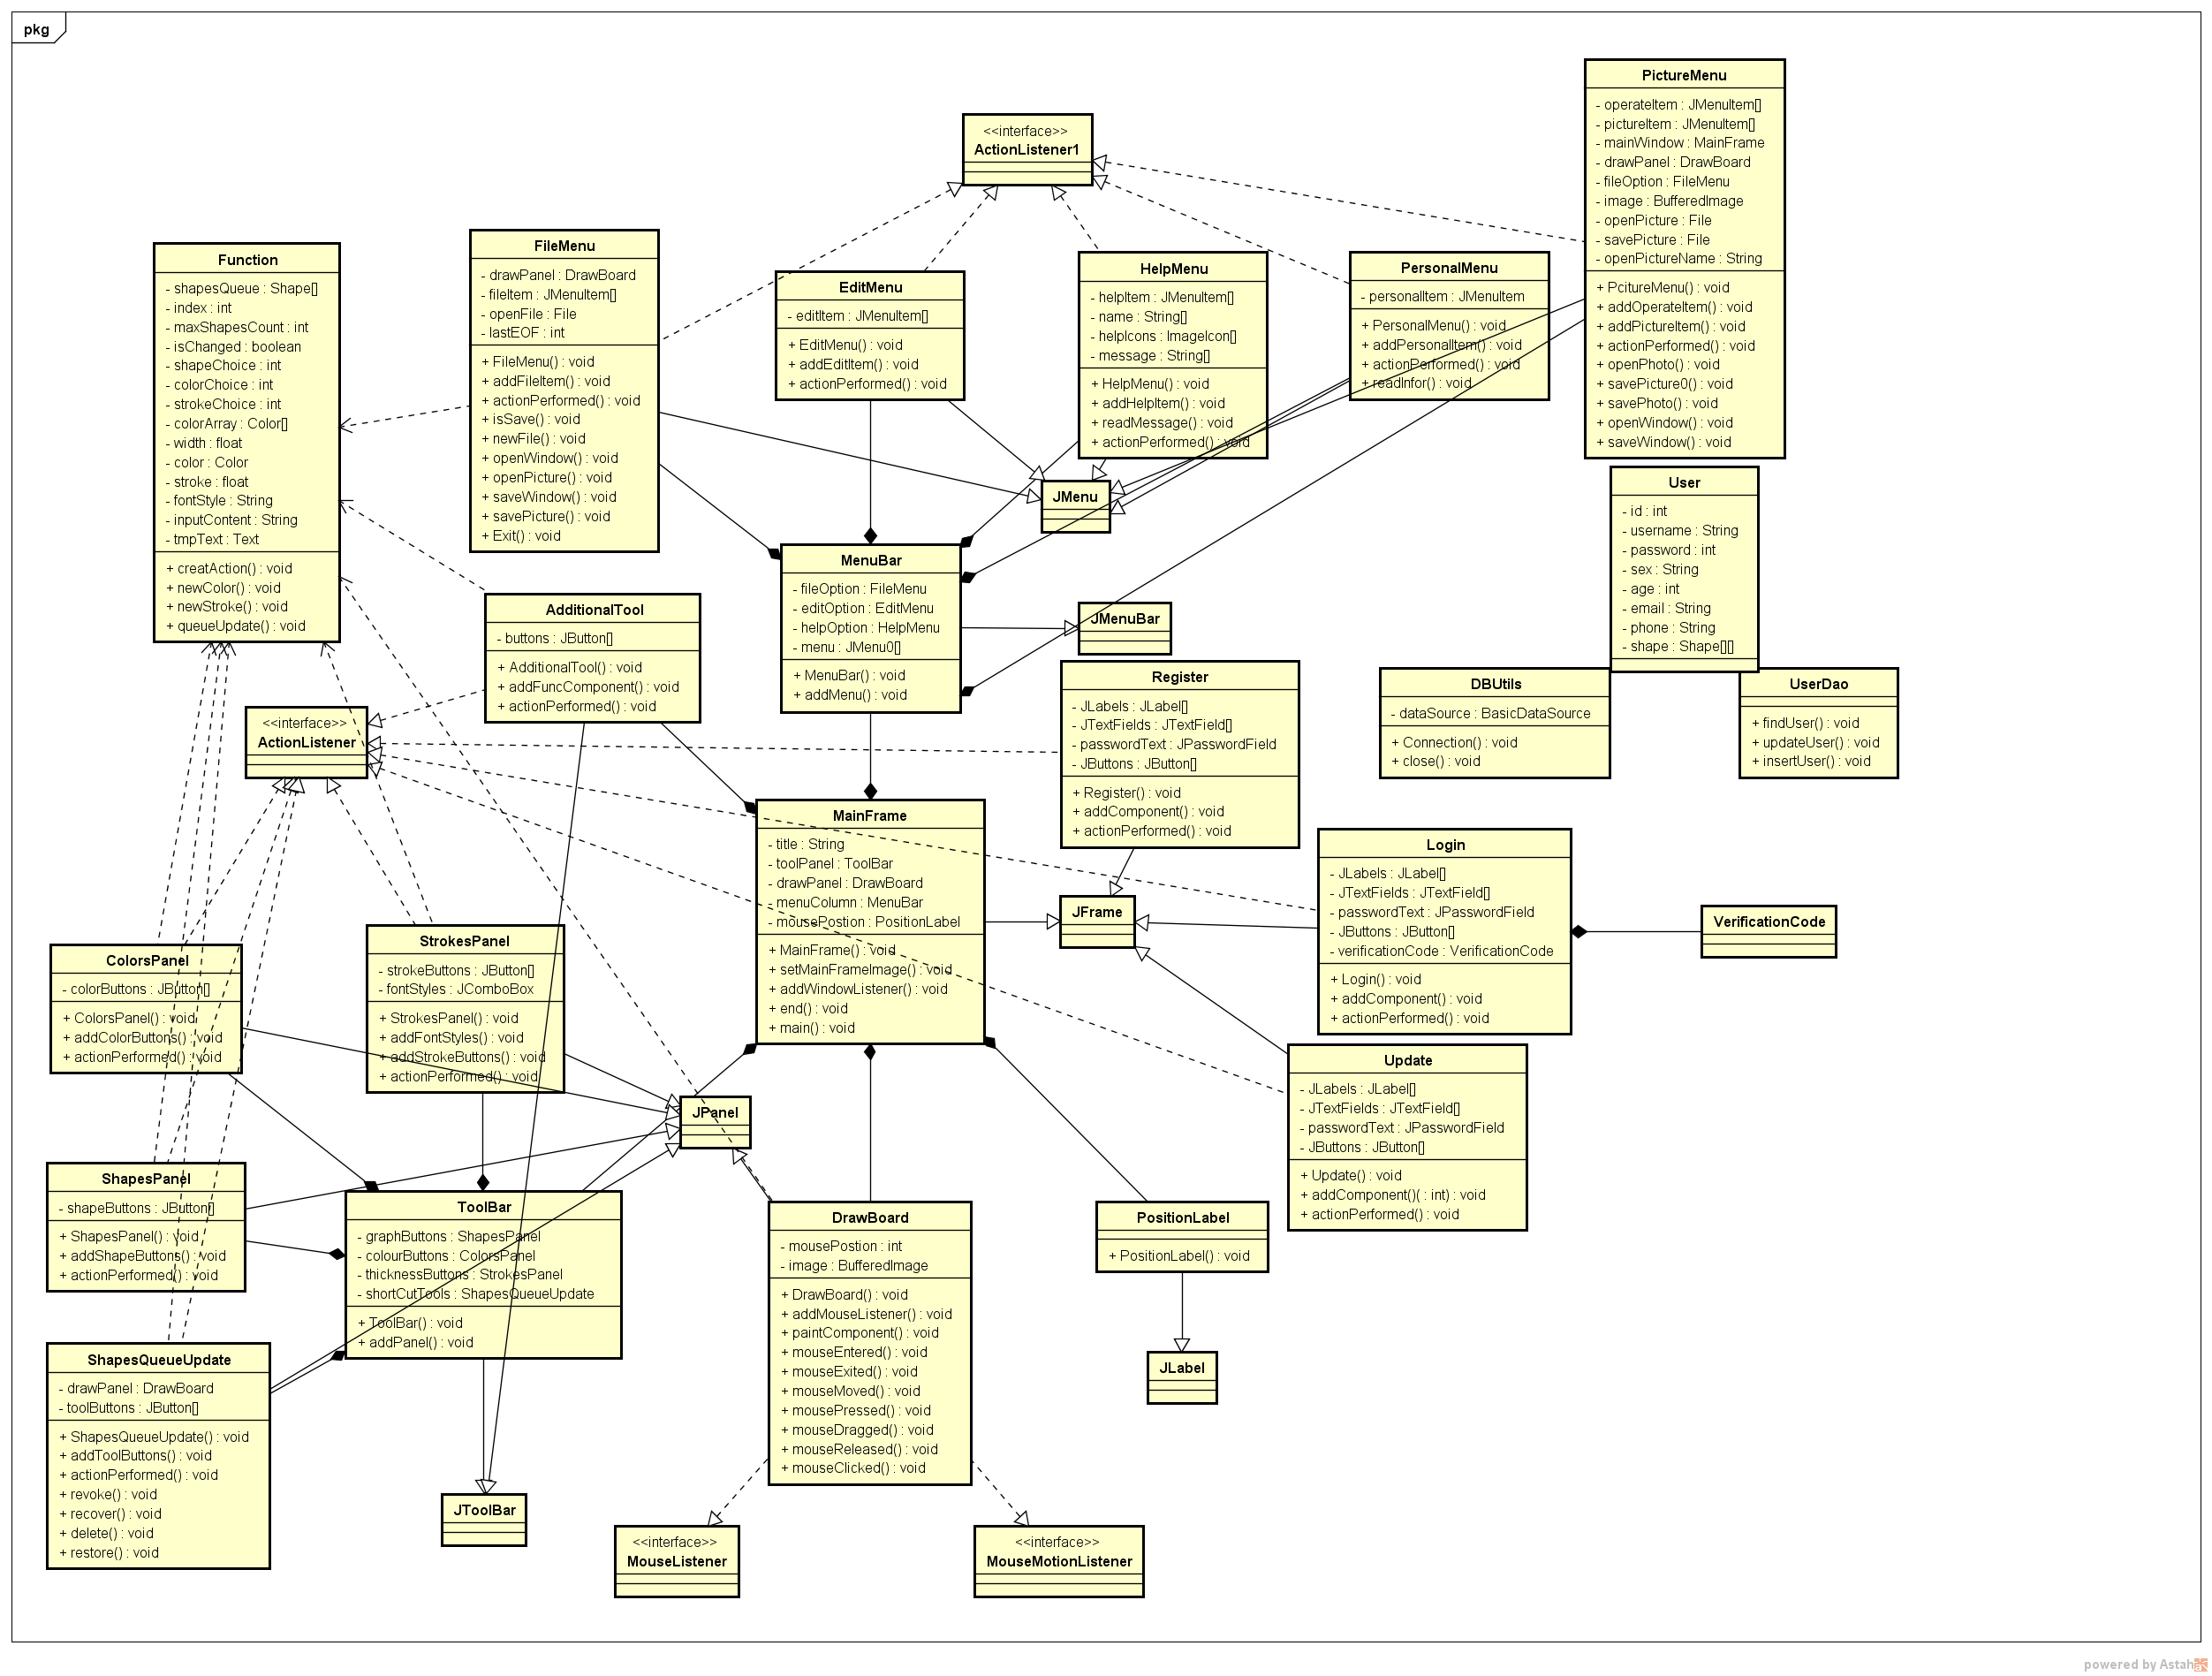 pkg
PictureMenu
- operateItem : JMenuItem[]
- pictureItem : JMenuItem[]
- mainWindow : MainFrame
- drawPanel : DrawBoard
- fileOption : FileMenu
- image : BufferedImage
- openPicture : File
- savePicture : File
- openPictureName : String
+ PcitureMenu() : void
+ addOperateItem() : void
+ addPictureItem() : void
+ actionPerformed() : void
+ openPhoto() : void
+ savePicture0() : void
+ savePhoto() : void
+ openWindow() : void
+ saveWindow() : void
<<interface>>
ActionListener1
Function
- shapesQueue : Shape[]
- index : int
- maxShapesCount : int
- isChanged : boolean
- shapeChoice : int
- colorChoice : int
- strokeChoice : int
- colorArray : Color[]
- width : float
- color : Color
- stroke : float
- fontStyle : String
- inputContent : String
- tmpText : Text
+ creatAction() : void
+ newColor() : void
+ newStroke() : void
+ queueUpdate() : void
FileMenu
- drawPanel : DrawBoard
- fileItem : JMenuItem[]
- openFile : File
- lastEOF : int
+ FileMenu() : void
+ addFileItem() : void
+ actionPerformed() : void
+ isSave() : void
+ newFile() : void
+ openWindow() : void
+ openPicture() : void
+ saveWindow() : void
+ savePicture() : void
+ Exit() : void
EditMenu
- editItem : JMenuItem[]
+ EditMenu() : void
+ addEditItem() : void
+ actionPerformed() : void
HelpMenu
- helpItem : JMenuItem[]
- name : String[]
- helpIcons : ImageIcon[]
- message : String[]
+ HelpMenu() : void
+ addHelpItem() : void
+ readMessage() : void
+ actionPerformed() : void
PersonalMenu
- personalItem : JMenuItem
+ PersonalMenu() : void
+ addPersonalItem() : void
+ actionPerformed() : void
+ readInfor() : void
JMenu
User
- id : int
- username : String
- password : int
- sex : String
- age : int
- email : String
- phone : String
- shape : Shape[][]
MenuBar
- fileOption : FileMenu
- editOption : EditMenu
- helpOption : HelpMenu
- menu : JMenu0[]
+ MenuBar() : void
+ addMenu() : void
JMenuBar
AdditionalTool
- buttons : JButton[]
+ AdditionalTool() : void
+ addFuncComponent() : void
+ actionPerformed() : void
Register
- JLabels : JLabel[]
- JTextFields : JTextField[]
- passwordText : JPasswordField
- JButtons : JButton[]
+ Register() : void
+ addComponent() : void
+ actionPerformed() : void
DBUtils
- dataSource : BasicDataSource
+ Connection() : void
+ close() : void
UserDao
+ findUser() : void
+ updateUser() : void
+ insertUser() : void
<<interface>>
ActionListener
MainFrame
- title : String
- toolPanel : ToolBar
- drawPanel : DrawBoard
- menuColumn : MenuBar
- mousePostion : PositionLabel
+ MainFrame() : void
+ setMainFrameImage() : void
+ addWindowListener() : void
+ end() : void
+ main() : void
JFrame
Login
- JLabels : JLabel[]
- JTextFields : JTextField[]
- passwordText : JPasswordField
- JButtons : JButton[]
- verificationCode : VerificationCode
+ Login() : void
+ addComponent() : void
+ actionPerformed() : void
VerificationCode
ColorsPanel
- colorButtons : JButton[]
+ ColorsPanel() : void
+ addColorButtons() : void
+ actionPerformed() : void
StrokesPanel
- strokeButtons : JButton[]
- fontStyles : JComboBox
+ StrokesPanel() : void
+ addFontStyles() : void
+ addStrokeButtons() : void
+ actionPerformed() : void
JPanel
Update
- JLabels : JLabel[]
- JTextFields : JTextField[]
- passwordText : JPasswordField
- JButtons : JButton[]
+ Update() : void
+ addComponent()( : int) : void
+ actionPerformed() : void
ShapesPanel
- shapeButtons : JButton[]
+ ShapesPanel() : void
+ addShapeButtons() : void
+ actionPerformed() : void
ToolBar
- graphButtons : ShapesPanel
- colourButtons : ColorsPanel
- thicknessButtons : StrokesPanel
- shortCutTools : ShapesQueueUpdate
+ ToolBar() : void
+ addPanel() : void
DrawBoard
- mousePostion : int
- image : BufferedImage
+ DrawBoard() : void
+ addMouseListener() : void
+ paintComponent() : void
+ mouseEntered() : void
+ mouseExited() : void
+ mouseMoved() : void
+ mousePressed() : void
+ mouseDragged() : void
+ mouseReleased() : void
+ mouseClicked() : void
PositionLabel
+ PositionLabel() : void
JLabel
ShapesQueueUpdate
- drawPanel : DrawBoard
- toolButtons : JButton[]
+ ShapesQueueUpdate() : void
+ addToolButtons() : void
+ actionPerformed() : void
+ revoke() : void
+ recover() : void
+ delete() : void
+ restore() : void
JToolBar
<<interface>>
MouseListener
<<interface>>
MouseMotionListener
powered by Astah